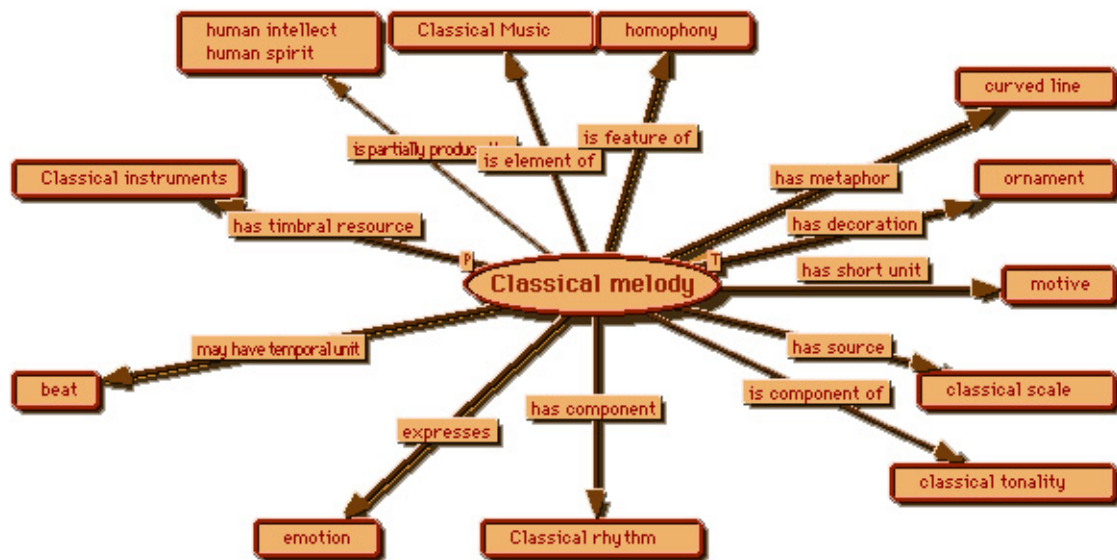 human intellect
human spirit
Classical Music
homophony
curved line
is partially
is element of
is feature of
Classical instruments
has metaphor
ornament
has timbral resource
has decoration
P
T
Classical melody
has short unit
motive
may have temporal unit
has source
beat
classical scale
is component of
has component
expresses
classical tonality
emotion
Classical rhythm